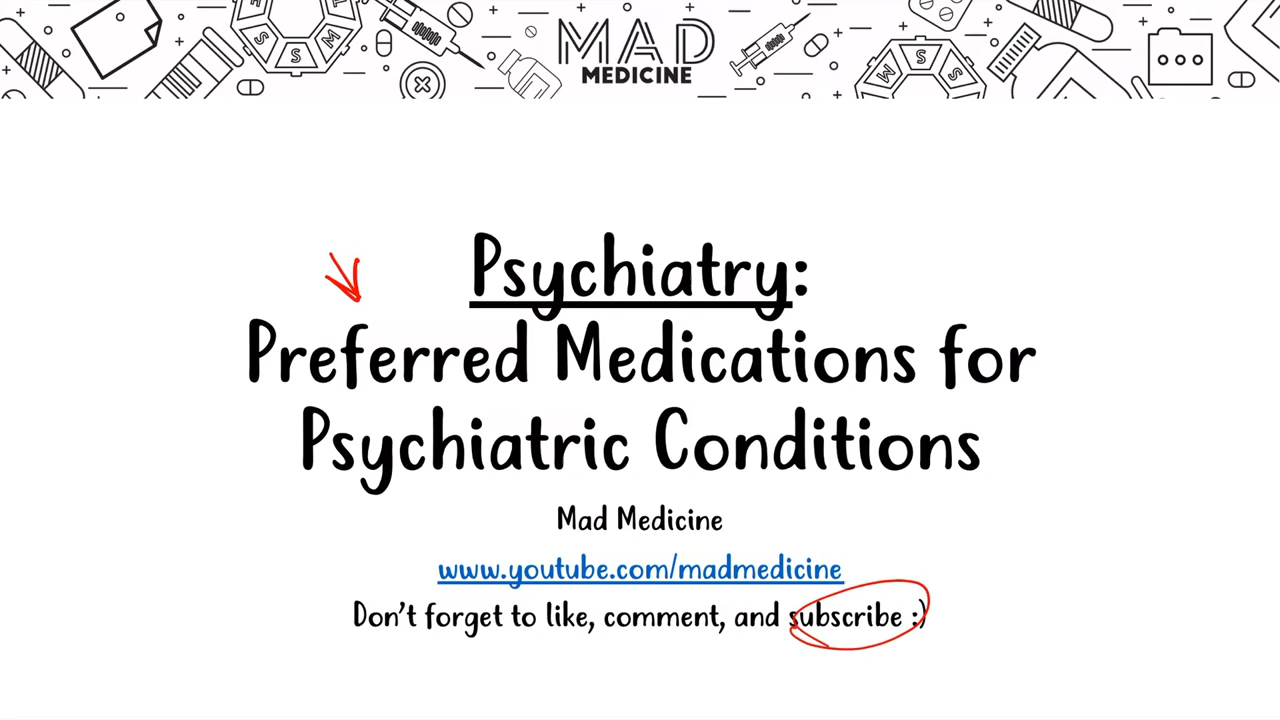 MAD
MEDICINE
S S M T
M S S
Psychiatry:
Preferred Medications for
Psychiatric Conditions
Mad Medicine
www.youtube.com/madmedicine
Don't forget to like, comment, and subscribe :)